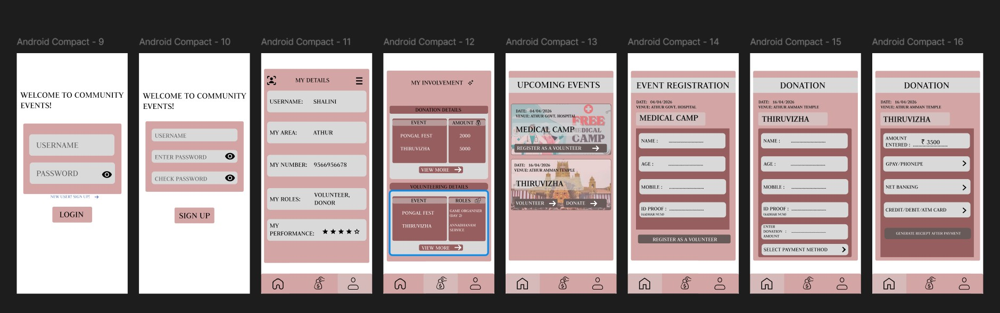 Android Compact - 9
WELCOME TO COMMUNITY
EVENTS!
USERNAME
PASSWORD
NEW USER? SIGN UP!
LOGIN
Android Compact - 10
WELCOME TO COMMUNITY
EVENTS!
USERNAME
ENTER PASSWORD
CHECK PASSWORD
SIGN UP
Android Compact - 11
MY DETAILS
USERNAME: SHALINI
MY AREA: ATHUR
MY NUMBER: 9566956678
MY ROLES: VOLUNTEER,
DONOR
MY
PERFORMANCE:
Android Compact - 12
MY INVOLVEMENT
DONATION DETAILS
EVENT AMOUNT
PONGAL FEST 2000
THIRUVIZHA 5000
VIEW MORE
VOLUNTEERING DETAILS
EVENT ROLES
PONGAL FEST GAME ORGANISER
(DAY 2)
THIRUVIZHA ANNADHANAM
SERVICE
VIEW MORE
Android Compact - 13
UPCOMING EVENTS
DATE: 04/04/2026
VENUE: ATHUR GOVT. HOSPITAL
MEDICAL CAMP
FREE
MEDICAL
CAMP
REGISTER AS A VOLUNTEER
DATE: 16/04/2026
VENUE: ATHUR AMMAN TEMPLE
THIRUVIZHA
VOLUNTEER DONATE
Android Compact - 14
EVENT REGISTRATION
DATE: 04/04/2026
VENUE: ATHUR GOVT. HOSPITAL
MEDICAL CAMP
NAME : ............................
AGE : ............................
MOBILE : ............................
ID PROOF : ............................
(AADHAR NUM)
REGISTER AS A VOLUNTEER
Android Compact - 15
DONATION
DATE: 16/04/2026
VENUE: ATHUR AMMAN TEMPLE
THIRUVIZHA
NAME : ............................
AGE : ............................
MOBILE : ............................
ID PROOF : ............................
(AADHAR NUM)
ENTER
DONATION : ............................
AMOUNT
SELECT PAYMENT METHOD
Android Compact - 16
DONATION
DATE: 16/04/2026
VENUE: ATHUR AMMAN TEMPLE
THIRUVIZHA
AMOUNT
ENTERED : ₹ 3500
GPAY/PHONEPE
NET BANKING
CREDIT/DEBIT/ATM CARD
GENERATE RECIEPT AFTER PAYMENT